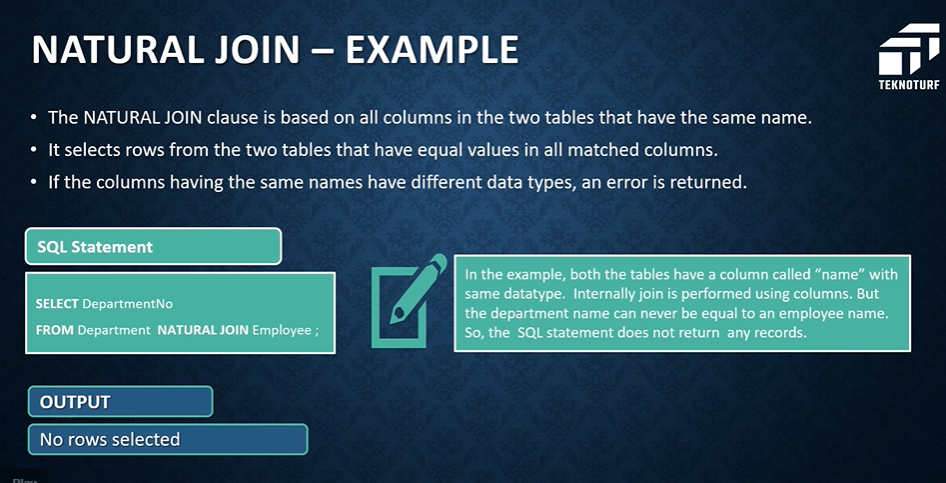 NATURAL JOIN – EXAMPLE
TEKNOTURF
• The NATURAL JOIN clause is based on all columns in the two tables that have the same name.
• It selects rows from the two tables that have equal values in all matched columns.
• If the columns having the same names have different data types, an error is returned.
SQL Statement
SELECT DepartmentNo
FROM Department NATURAL JOIN Employee ;
In the example, both the tables have a column called “name” with
same datatype. Internally join is performed using columns. But
the department name can never be equal to an employee name.
So, the SQL statement does not return any records.
OUTPUT
No rows selected
Play